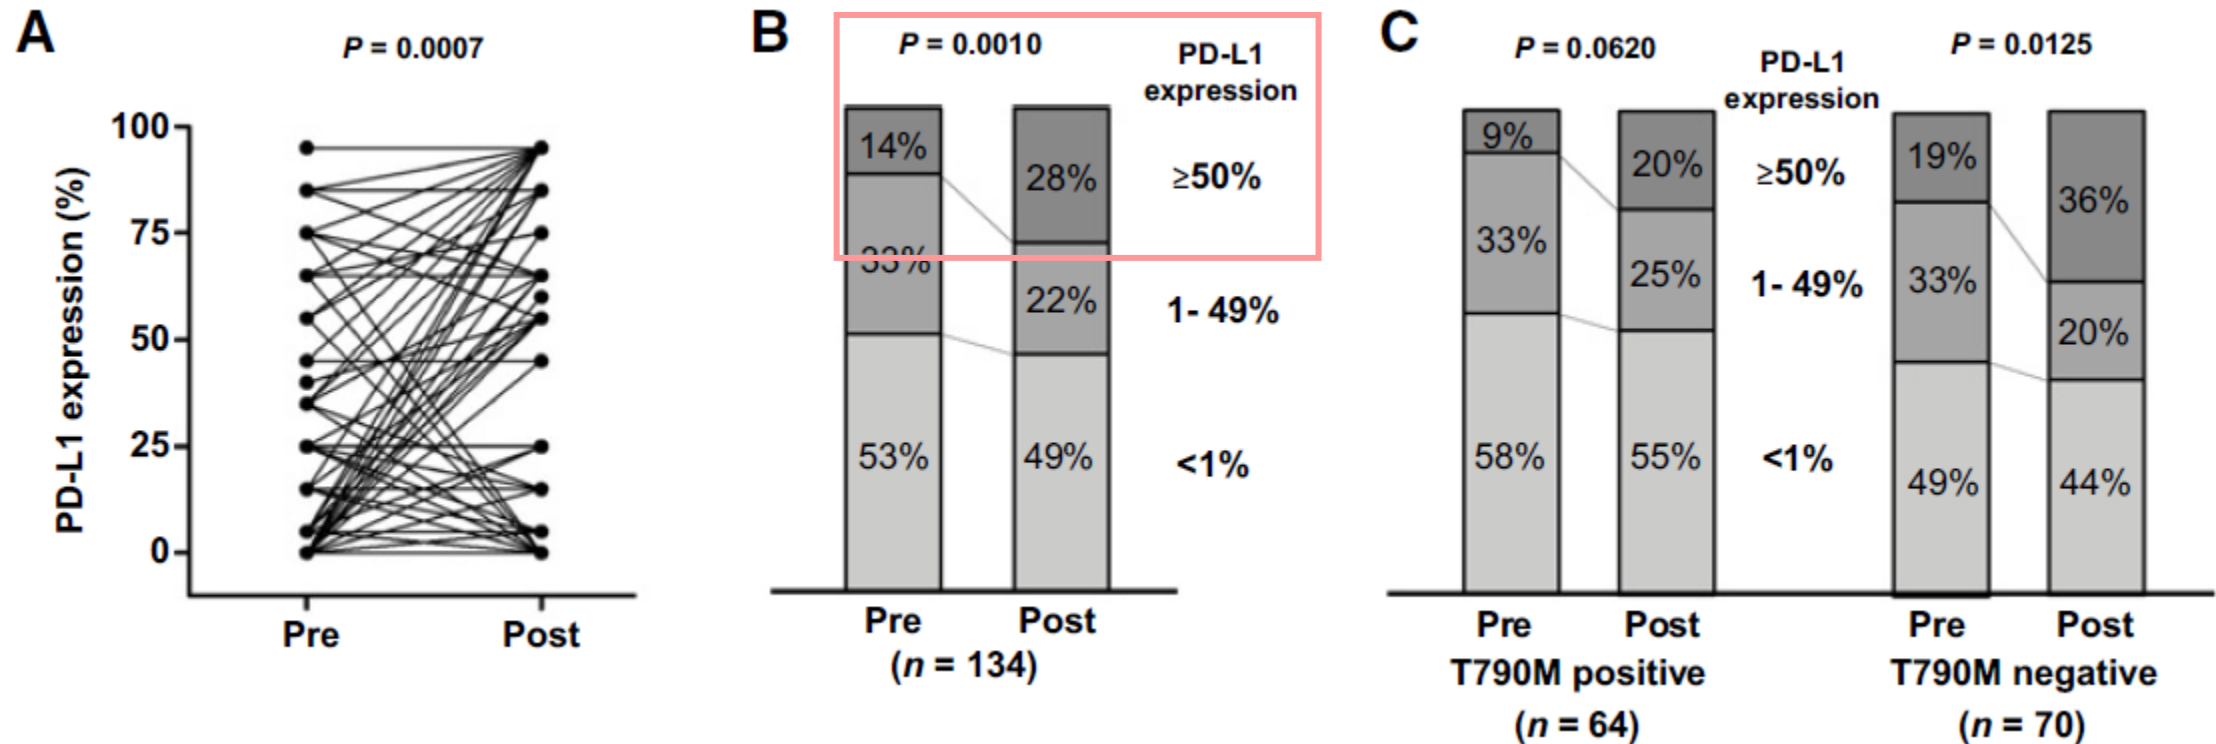 A
P = 0.0007
PD-L1 expression (%)
100
75
50
25
0
Pre
Post
B
P = 0.0010
PD-L1
expression
14%
28%
≥50%
33%
22%
1- 49%
53%
49%
<1%
Pre
Post
(n = 134)
C
P = 0.0620
P = 0.0125
PD-L1
expression
9%
20%
≥50%
19%
36%
33%
25%
1- 49%
33%
20%
58%
55%
<1%
49%
44%
Pre
Post
Pre
Post
T790M positive
T790M negative
(n = 64)
(n = 70)